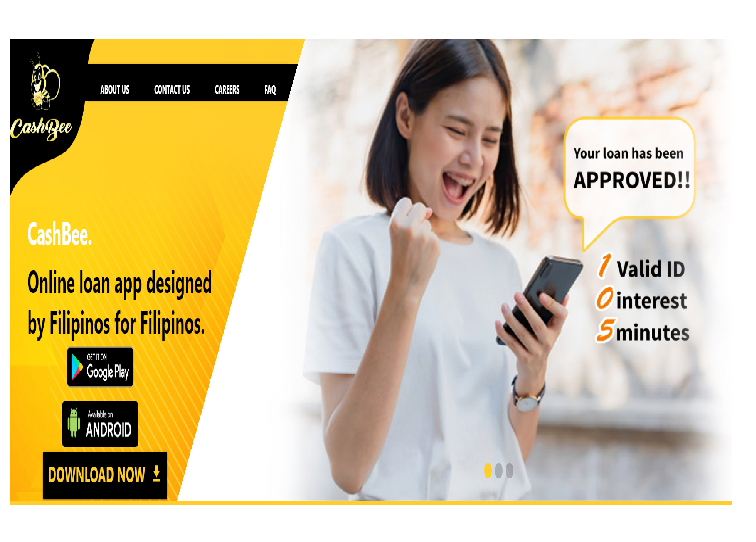 CashBee
ABOUT US
CONTACT US
CAREERS
FAQ
CashBee.
Online loan app designed
by Filipinos for Filipinos.
GET IT ON
Google Play
Available on
ANDROID
DOWNLOAD NOW
Your loan has been
APPROVED!!
1 Valid ID
0 interest
5 minutes